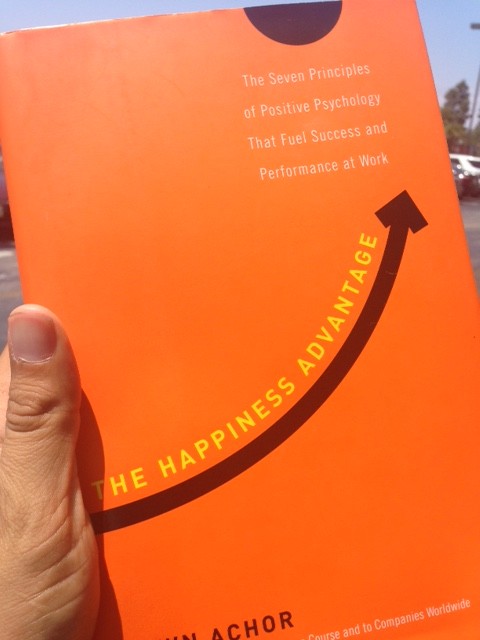 The Seven Principles
of Positive Psychology
That Fuel Success and
Performance at Work
THE HAPPINESS ADVANTAGE
ACHOR
Course and to Companies Worldwide